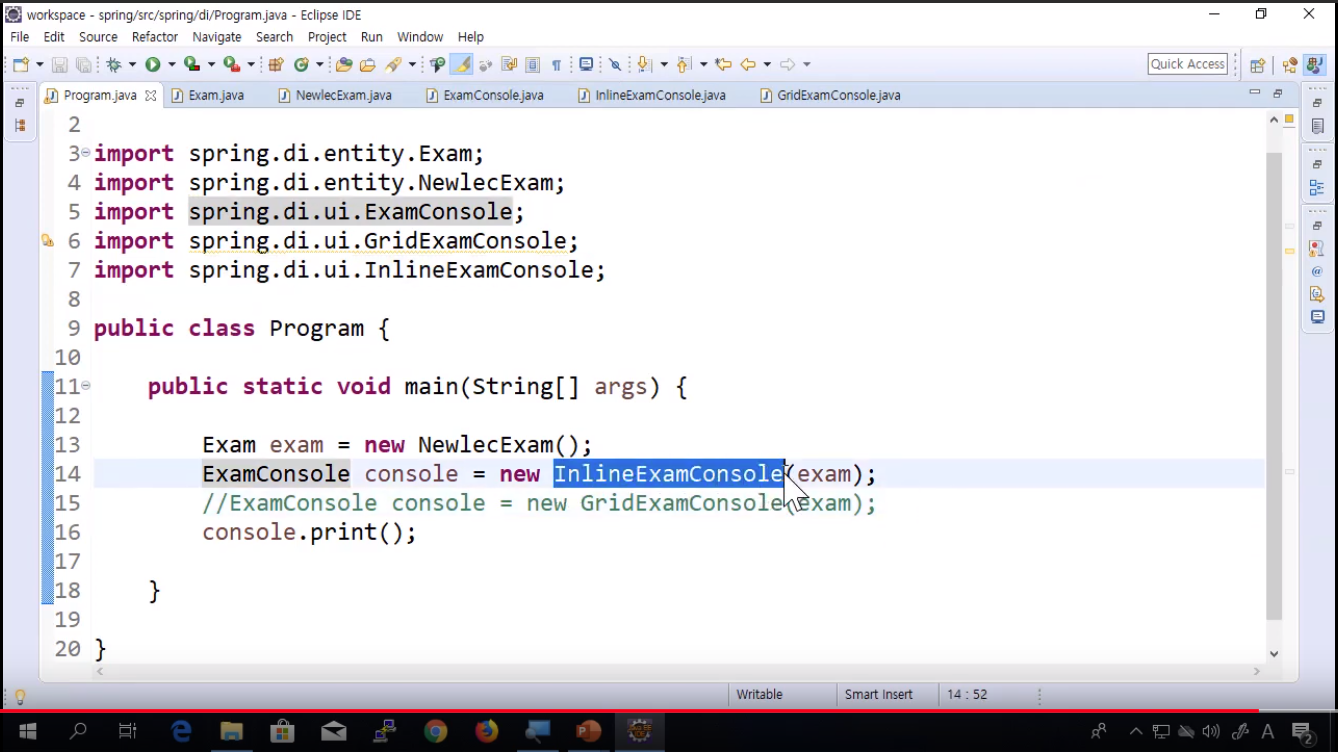 workspace - spring/src/spring/di/Program.java - Eclipse IDE
File Edit Source Refactor Navigate Search Project Run Window Help
Quick Access
Program.java Exam.java NewlecExam.java ExamConsole.java InlineExamConsole.java GridExamConsole.java
2
3 import spring.di.entity.Exam;
4 import spring.di.entity.NewlecExam;
5 import spring.di.ui.ExamConsole;
6 import spring.di.ui.GridExamConsole;
7 import spring.di.ui.InlineExamConsole;
8
9 public class Program {
10
11 public static void main(String[] args) {
12
13 Exam exam = new NewlecExam();
14 ExamConsole console = new InlineExamConsole(exam);
15 //ExamConsole console = new GridExamConsole(exam);
16 console.print();
17
18 }
19
20 }
Writable Smart Insert 14 : 52
A 2